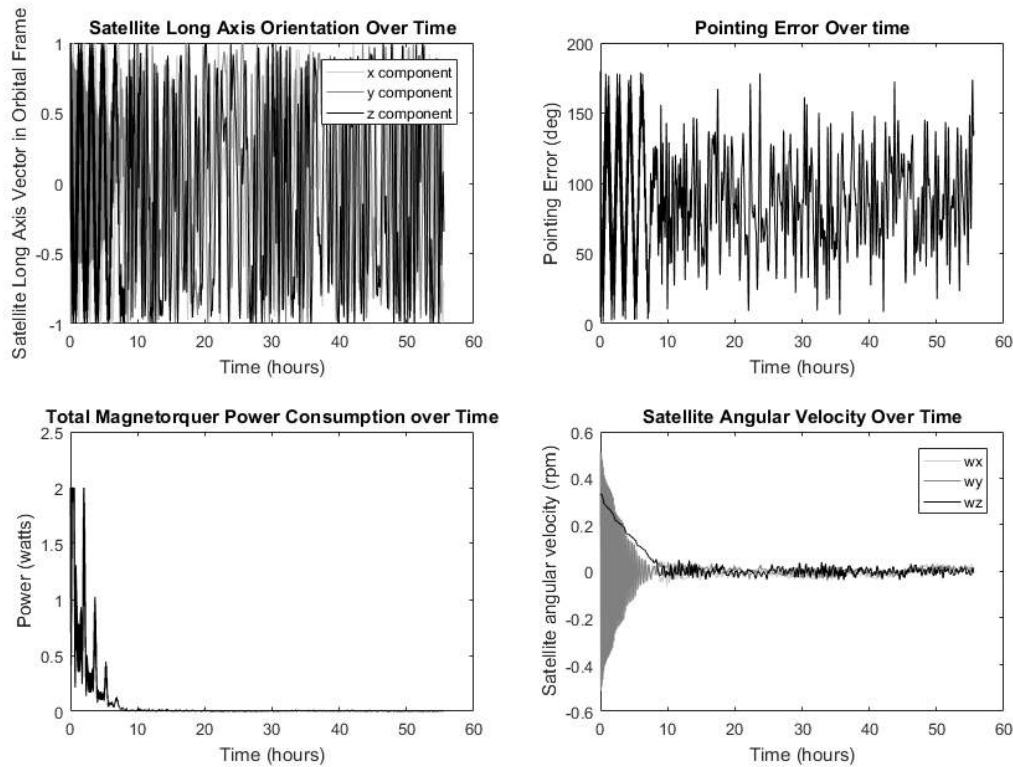 Satellite Long Axis Orientation Over Time
Satellite Long Axis Vector in Orbital Frame
1
0.5
0
-0.5
-1
x component
y component
z component
0 10 20 30 40 50 60
Time (hours)
Pointing Error Over time
Pointing Error (deg)
200
150
100
50
0
0 10 20 30 40 50 60
Time (hours)
Total Magnetorquer Power Consumption over Time
Power (watts)
2.5
2
1.5
1
0.5
0
0 10 20 30 40 50 60
Time (hours)
Satellite Angular Velocity Over Time
Satellite angular velocity (rpm)
0.6
0.4
0.2
0
-0.2
-0.4
-0.6
wx
wy
wz
0 10 20 30 40 50 60
Time (hours)